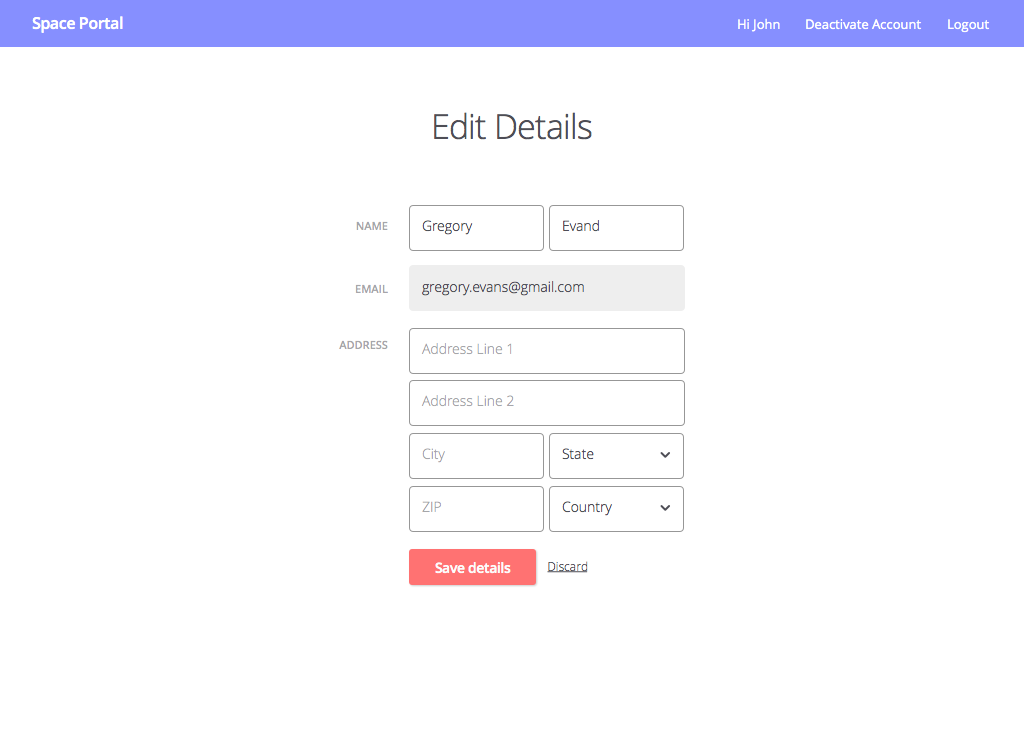 Space Portal
Hi John
Deactivate Account
Logout
Edit Details
NAME
Gregory
Evand
EMAIL
gregory.evans@gmail.com
ADDRESS
Address Line 1
Address Line 2
City
State
ZIP
Country
Save details
Discard